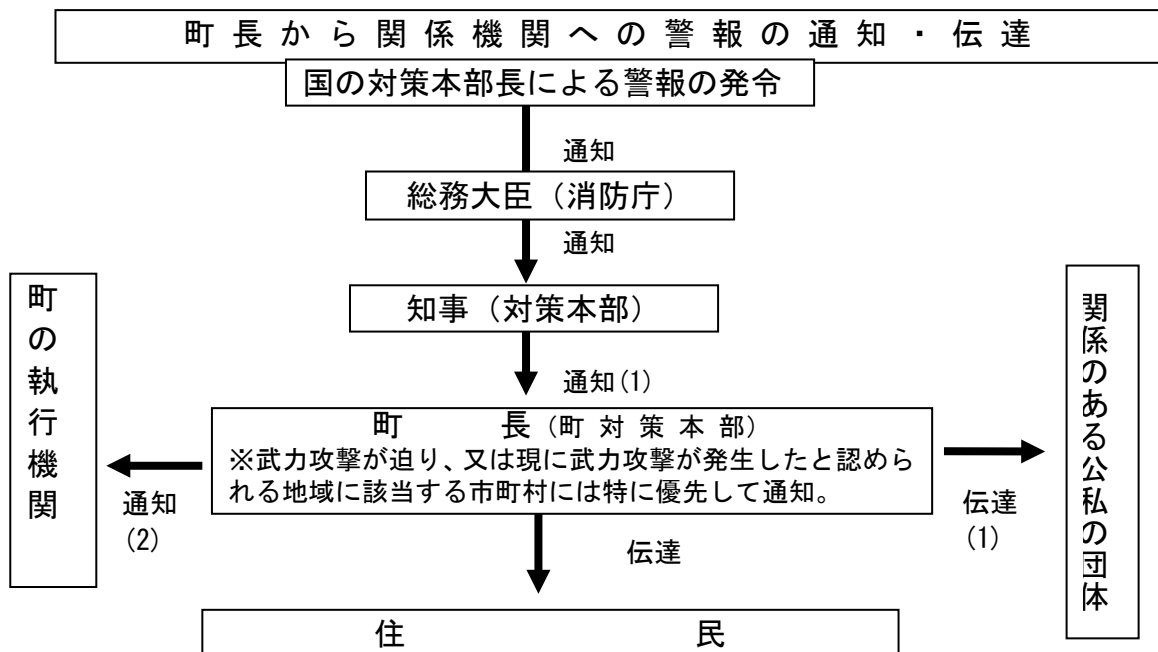 町長から関係機関への警報の通知・伝達
国の対策本部長による警報の発令
通知
総務大臣（消防庁）
通知
知事（対策本部）
通知(1)
町の執行機関
通知
(2)
町　　長（町対策本部）
※武力攻撃が迫り、又は現に武力攻撃が発生したと認めら
れる地域に該当する市町村には特に優先して通知。
伝達
(1)
関係のある公私の団体
伝達
住　　民